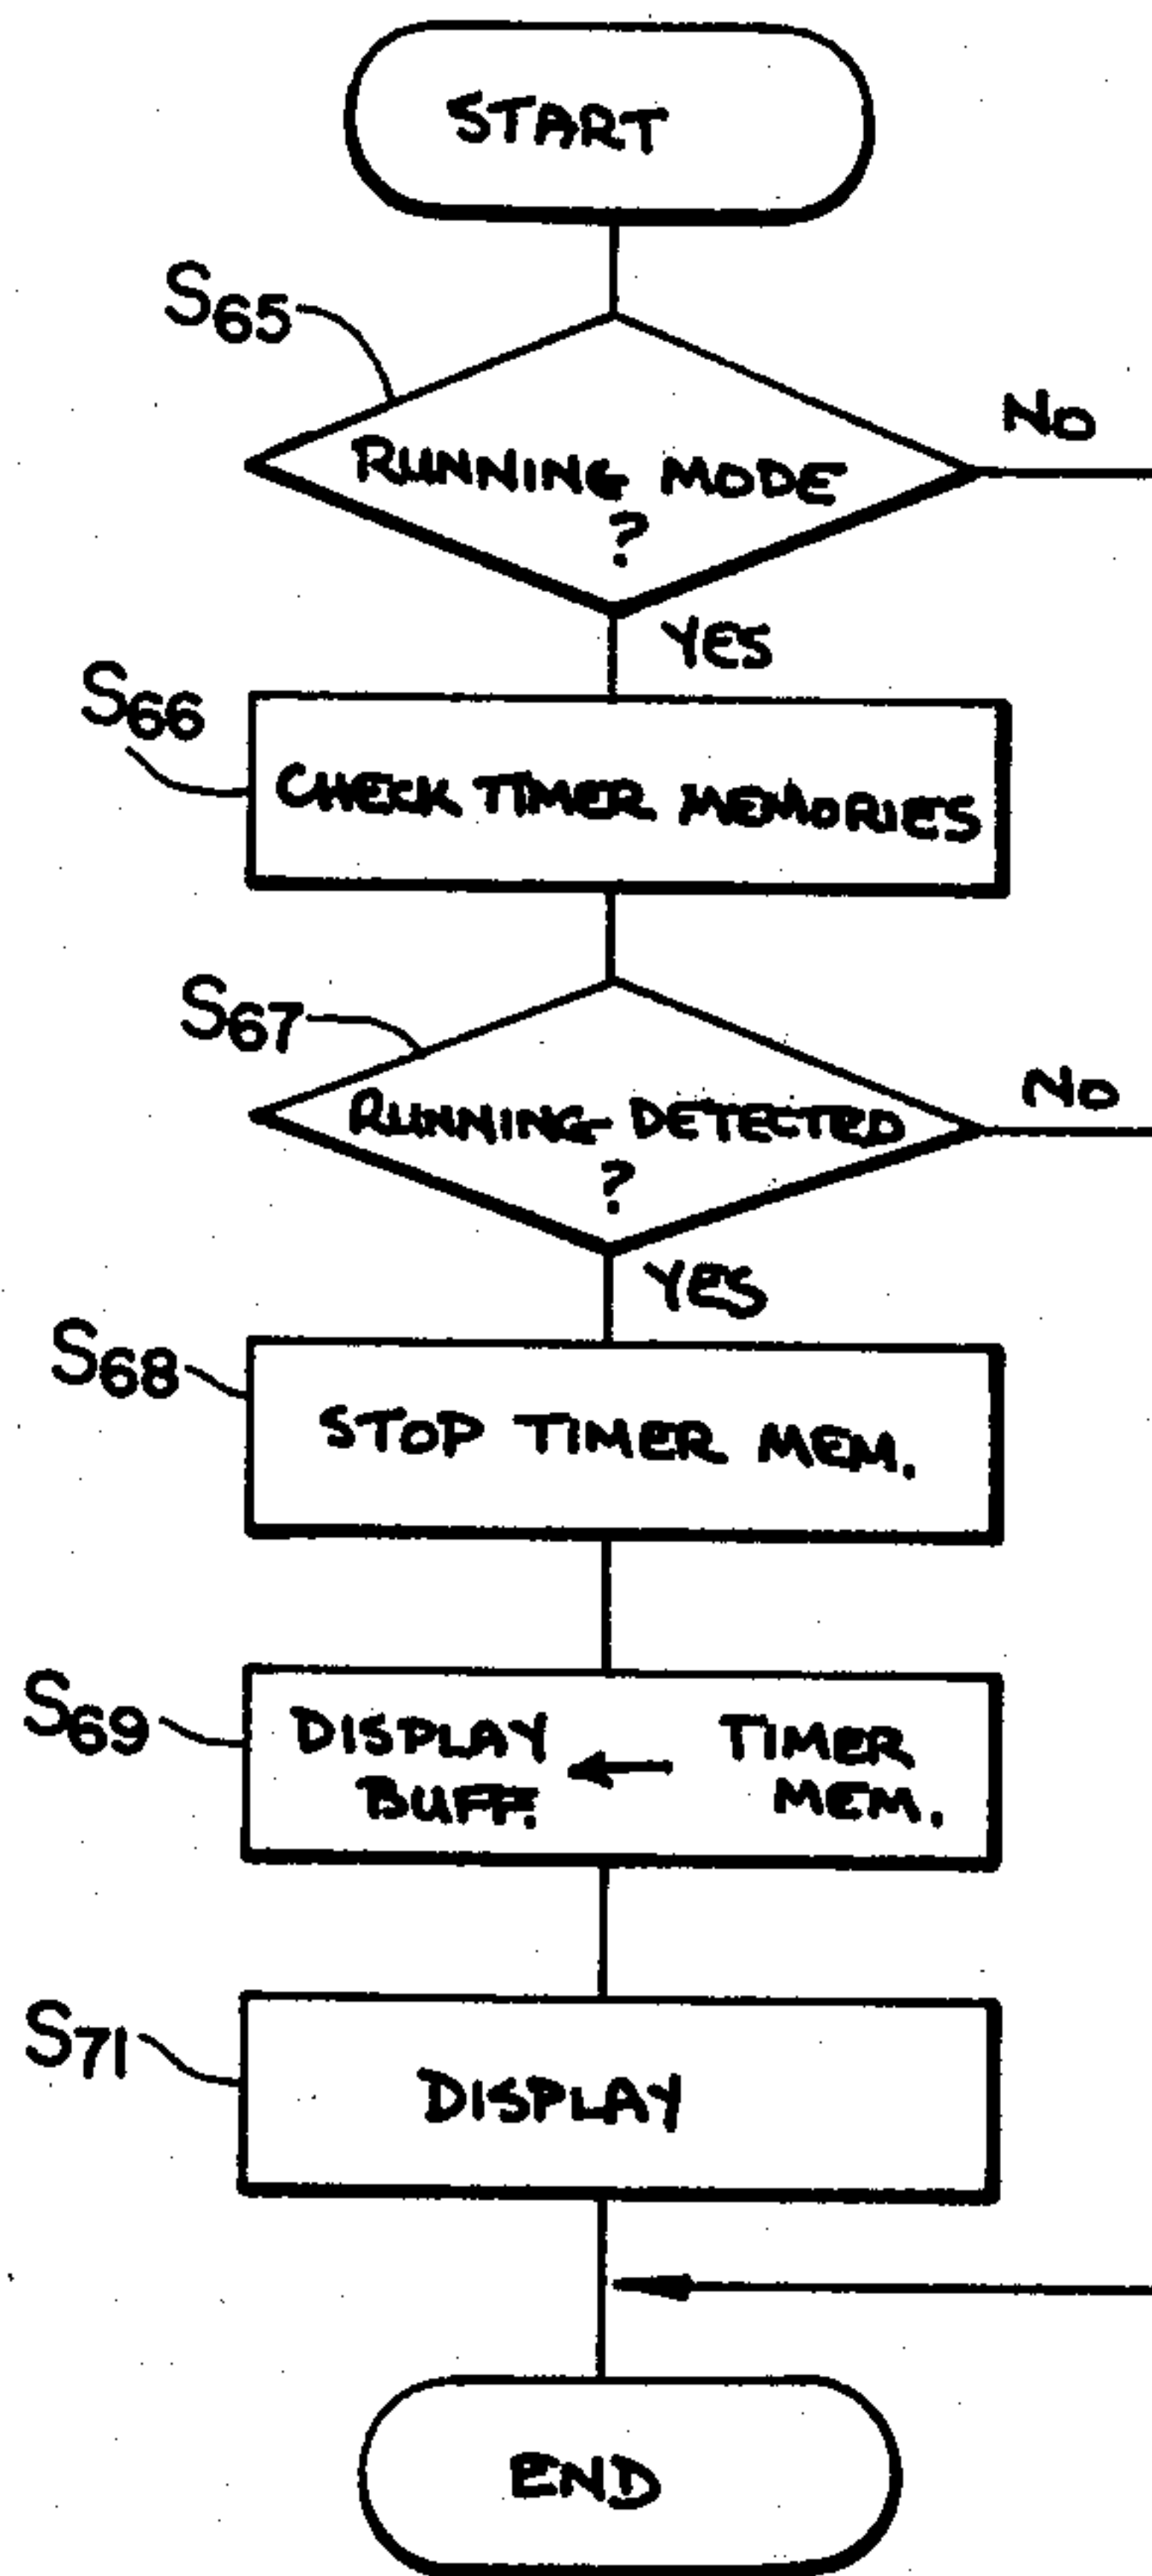 START
S65
RUNNING MODE
?
NO
YES
S66
CHECK TIMER MEMORIES
S67
RUNNING DETECTED
?
NO
YES
S68
STOP TIMER MEM.
S69
DISPLAY ← TIMER
BUFF. MEM.
S71
DISPLAY
END